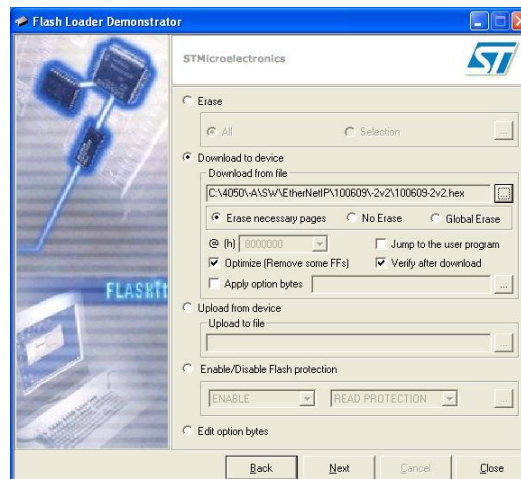 Flash Loader Demonstrator
STMicroelectronics
ST
Erase
All
Selection
...
Download to device
Download from file
C:\4050\-A\SW\EtherNetIP\100609\-2v2\100609-2v2.hex
...
Erase necessary pages
No Erase
Global Erase
@ (h)
8000000
Jump to the user program
Optimize (Remove some FFs)
Verify after download
Apply option bytes
...
Upload from device
Upload to file
...
Enable/Disable Flash protection
ENABLE
READ PROTECTION
...
Edit option bytes
Back
Next
Cancel
Close